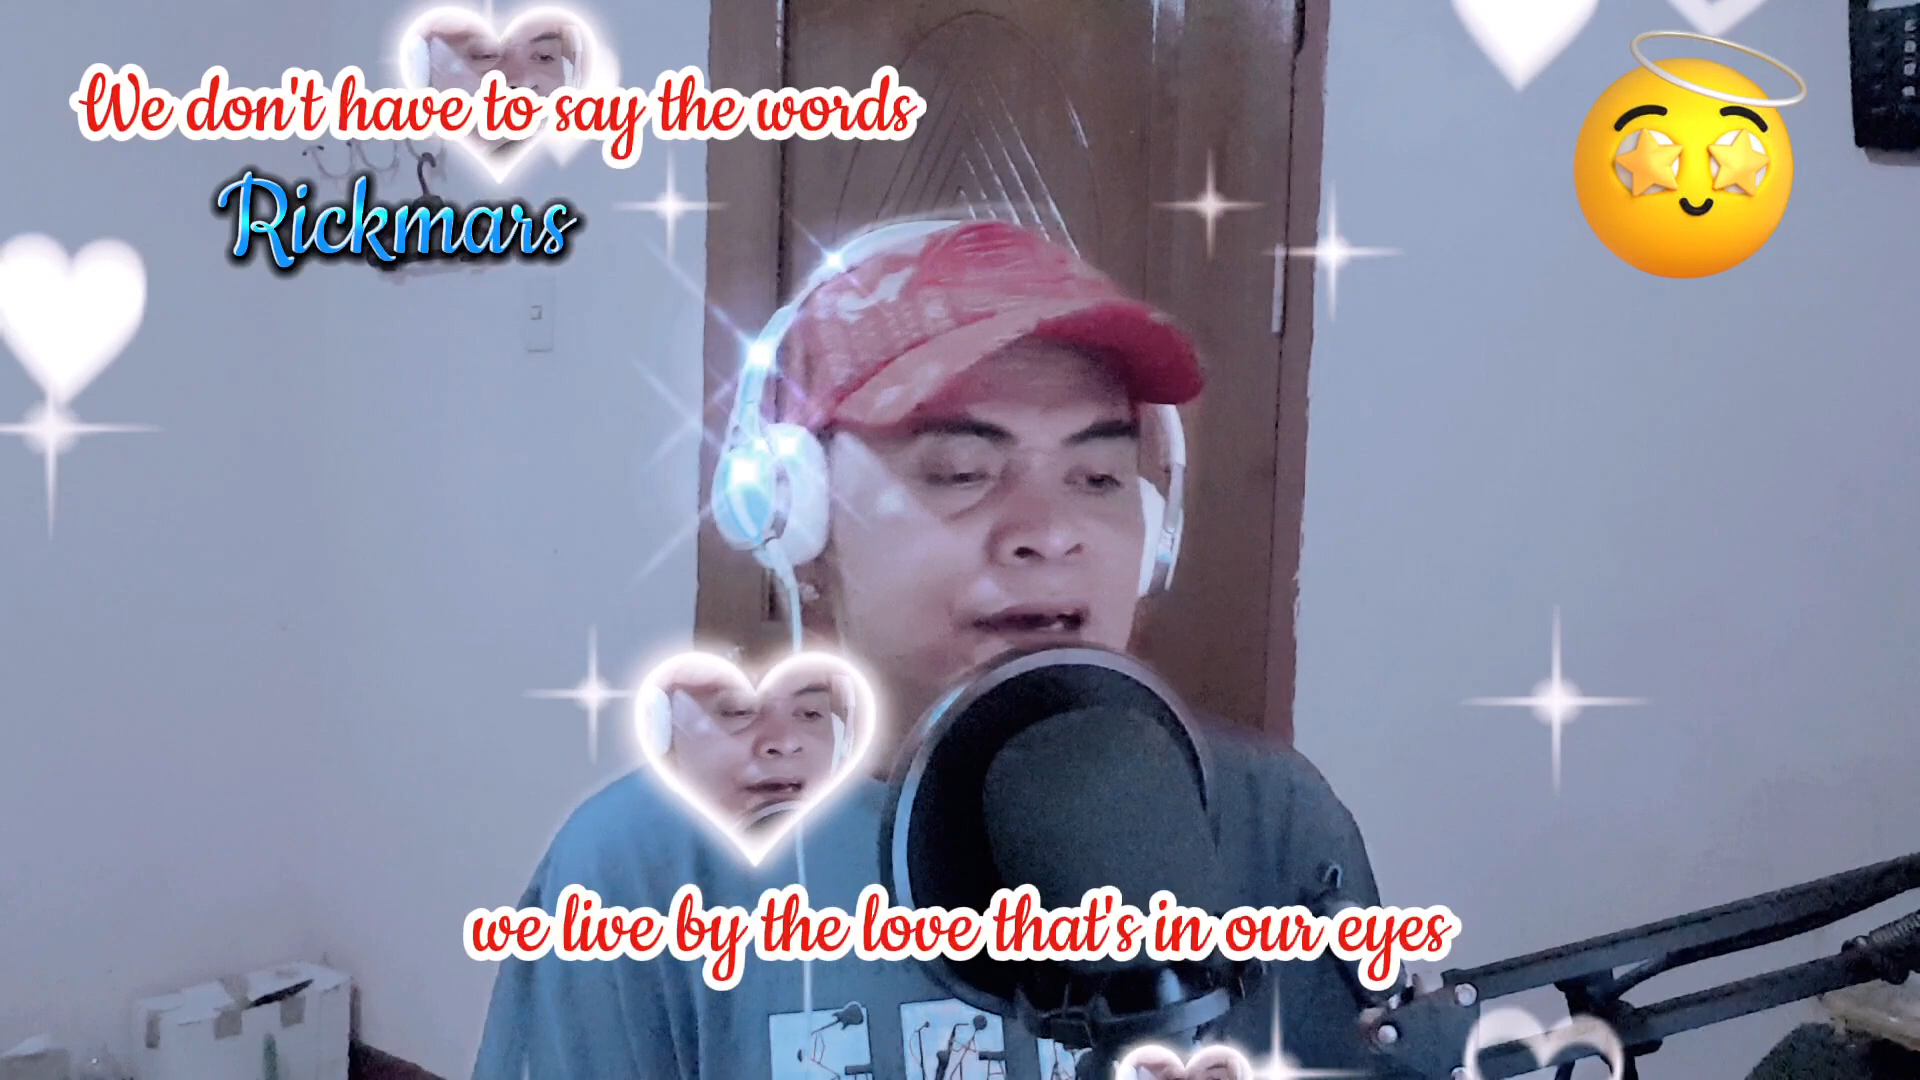 We don't have to say the words
Rickmars
we live by the love that's in our eyes